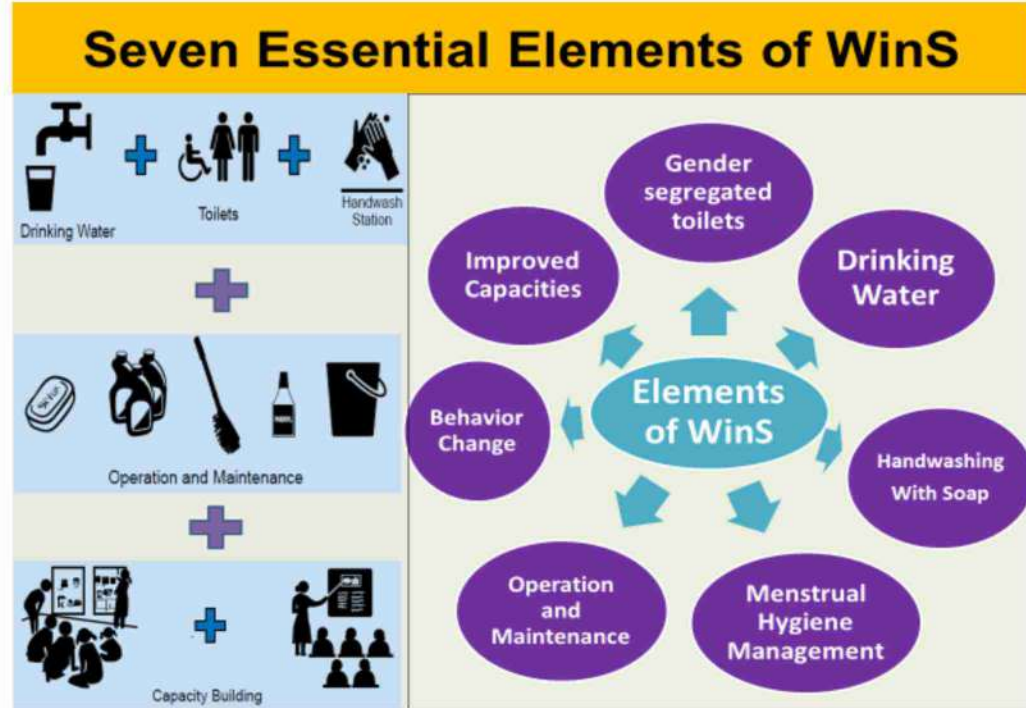 Seven Essential Elements of WinS
Drinking Water
Toilets
Handwash
Station
Operation and Maintenance
Capacity Building
Gender
segregated
toilets
Drinking
Water
Handwashing
With Soap
Menstrual
Hygiene
Management
Operation
and
Maintenance
Behavior
Change
Improved
Capacities
Elements
of WinS